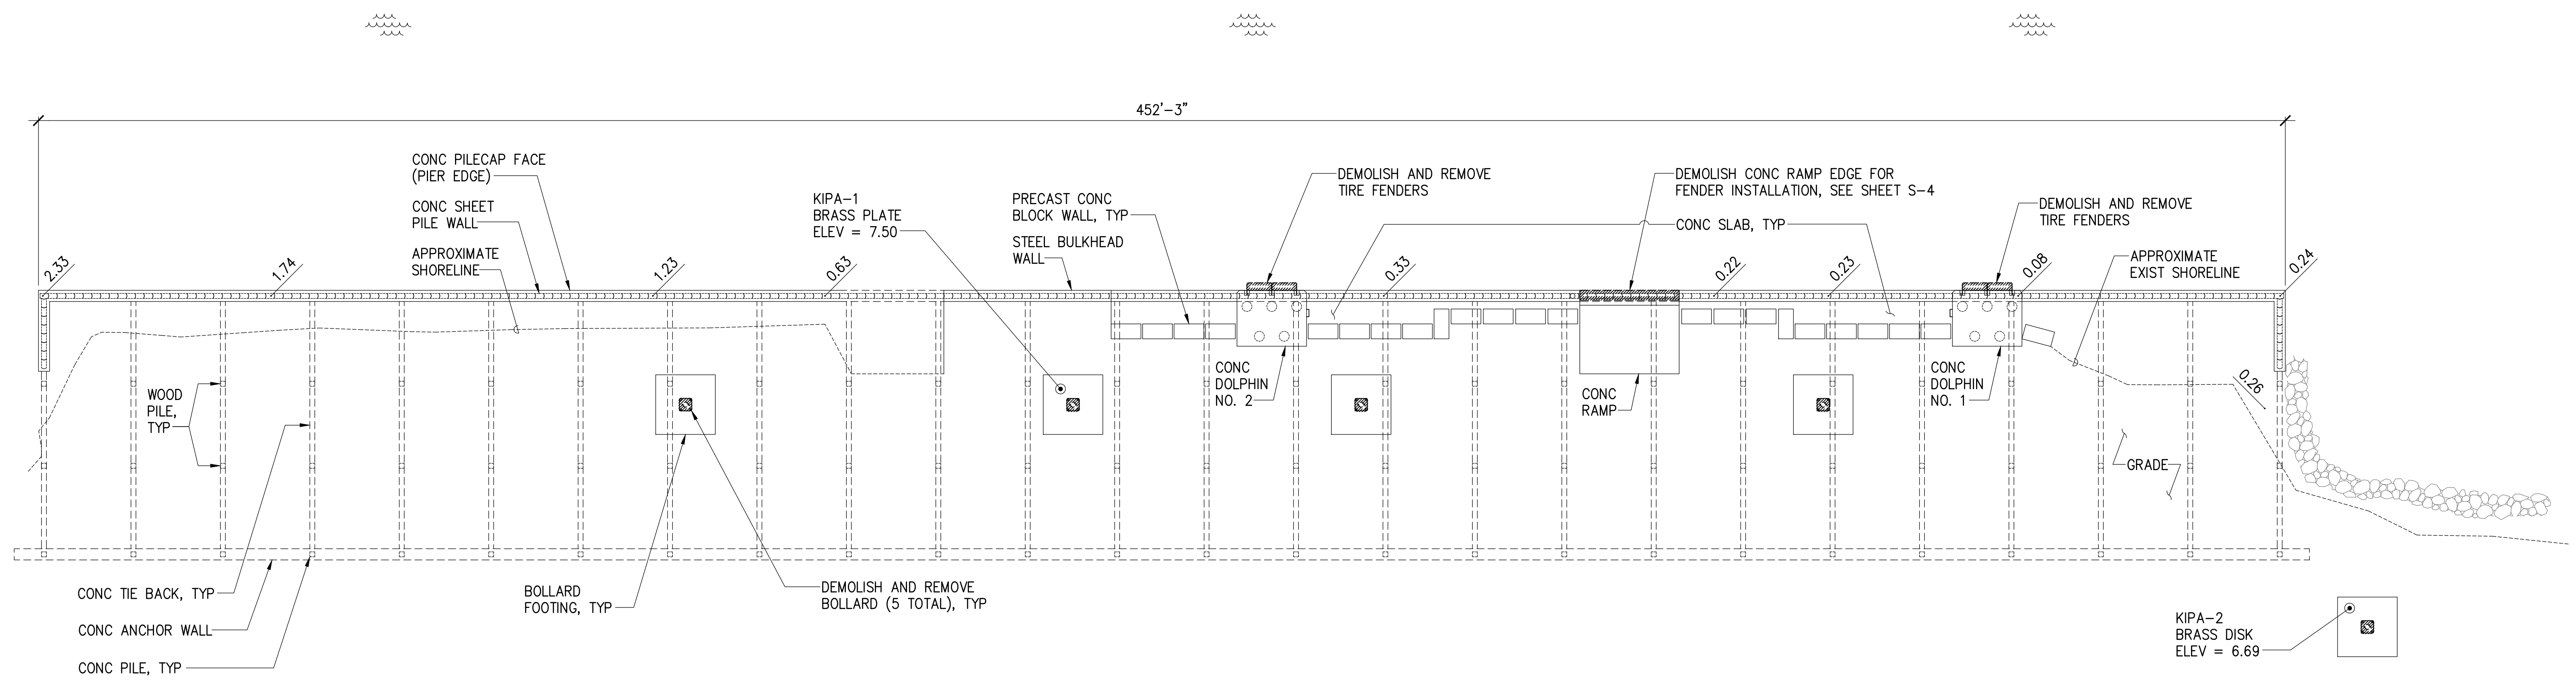 452'-3"
CONC PILECAP FACE
(PIER EDGE)
CONC SHEET
PILE WALL
APPROXIMATE
SHORELINE
KIPA-1
BRASS PLATE
ELEV = 7.50
PRECAST CONC
BLOCK WALL, TYP
STEEL BULKHEAD
WALL
DEMOLISH AND REMOVE
TIRE FENDERS
DEMOLISH CONC RAMP EDGE FOR
FENDER INSTALLATION, SEE SHEET S-4
CONC SLAB, TYP
DEMOLISH AND REMOVE
TIRE FENDERS
APPROXIMATE
EXIST SHORELINE
2.33
1.74
1.23
0.63
0.33
0.22
0.23
0.08
0.24
0.26
WOOD
PILE,
TYP
CONC
DOLPHIN
NO. 2
CONC
RAMP
CONC
DOLPHIN
NO. 1
GRADE
CONC TIE BACK, TYP
CONC ANCHOR WALL
CONC PILE, TYP
BOLLARD
FOOTING, TYP
DEMOLISH AND REMOVE
BOLLARD (5 TOTAL), TYP
KIPA-2
BRASS DISK
ELEV = 6.69